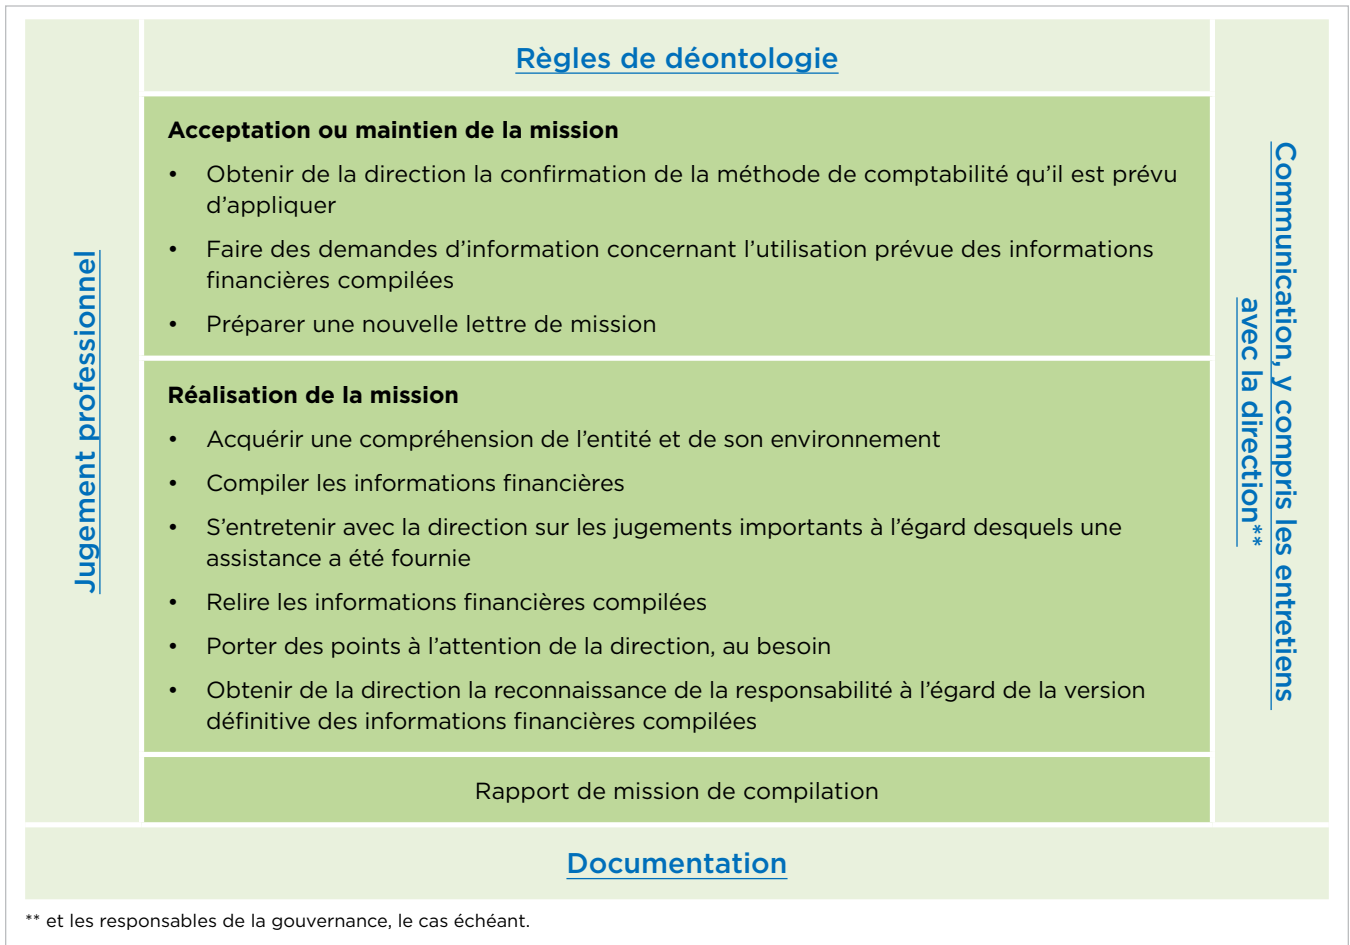 Règles de déontologie
Jugement professionnel
Acceptation ou maintien de la mission
• Obtenir de la direction la confirmation de la méthode de comptabilité qu’il est prévu
d’appliquer
• Faire des demandes d’information concernant l’utilisation prévue des informations
financières compilées
• Préparer une nouvelle lettre de mission
Réalisation de la mission
• Acquérir une compréhension de l’entité et de son environnement
• Compiler les informations financières
• S’entretenir avec la direction sur les jugements importants à l’égard desquels une
assistance a été fournie
• Relire les informations financières compilées
• Porter des points à l’attention de la direction, au besoin
• Obtenir de la direction la reconnaissance de la responsabilité à l’égard de la version
définitive des informations financières compilées
Rapport de mission de compilation
Communication, y compris les entretiens
avec la direction**
Documentation
** et les responsables de la gouvernance, le cas échéant.